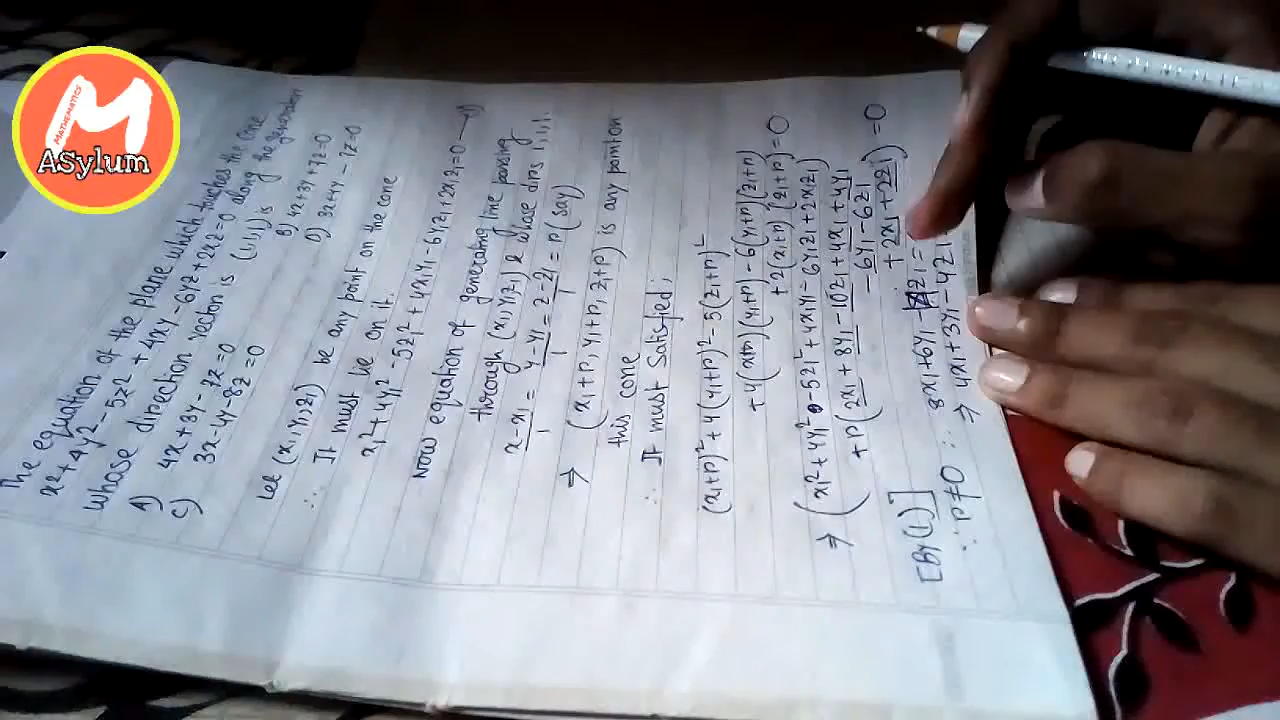 MATHEMATICS
ASylum
The equation of the plane which touches the cone
x²+4y²-5z²+4xy-6yz+2xz=0 along the generation
whose direction vector is (1,1,1) is
A) 4x+3y-7z=0 B) 4x+3y+7z=0
C) 3x-4y-8z=0 D) 3x+4y-7z=0
Let (x₁,y₁,z₁) be any point on the cone
∴ It must be on it.
x₁²+4y₁²-5z₁²+4x₁y₁-6y₁z₁+2x₁z₁=0 —(1)
Now equation of generating line posing
through (x₁,y₁,z₁) & whose drs 1,1,1.
x-x₁/1 = y-y₁/1 = z-z₁/1 = p (say)
⇒ (x₁+p, y₁+p, z₁+p) is any point on
this cone
∴ It must satisfied;
(x₁+p)²+4(y₁+p)²-5(z₁+p)²
+4(x₁+p)(y₁+p)-6(y₁+p)(z₁+p)
+2(x₁+p)(z₁+p)=0
⇒ (x₁²+4y₁²-5z₁²+4x₁y₁-6y₁z₁+2x₁z₁)
+p(2x₁+8y₁-10z₁+4x₁+4y₁
-6y₁-6z₁
+2x₁+2z₁)=0
[By (1)]
∵ p≠0 ∴ 8x₁+6y₁- z₁=
⇒ 4x₁+3y₁-4z₁